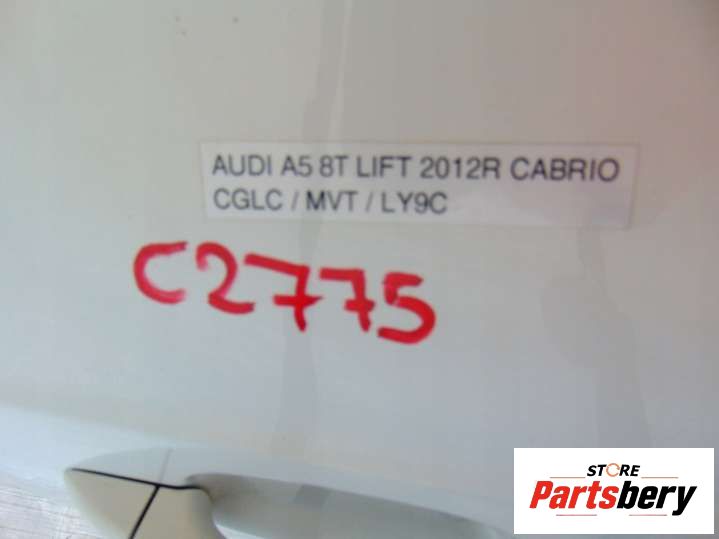 AUDI A5 8T LIFT 2012R CABRIO
CGLC / MVT / LY9C
C2775
STORE
Partsbery